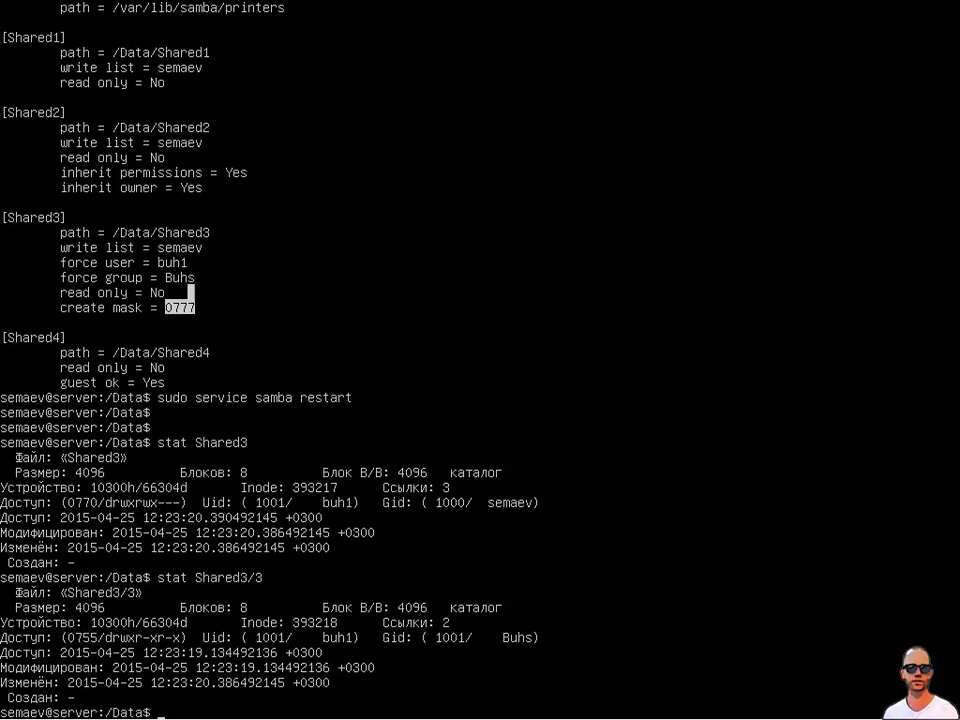 path = /var/lib/samba/printers
[Shared1]
path = /Data/Shared1
write list = semaev
read only = No
[Shared2]
path = /Data/Shared2
write list = semaev
read only = No
inherit permissions = Yes
inherit owner = Yes
[Shared3]
path = /Data/Shared3
write list = semaev
force user = buh1
force group = Buhs
read only = No
create mask = 0777
[Shared4]
path = /Data/Shared4
read only = No
guest ok = Yes
semaev@server:/Data$ sudo service samba restart
semaev@server:/Data$
semaev@server:/Data$
semaev@server:/Data$ stat Shared3
Файл: «Shared3»
Размер: 4096 Блоков: 8 Блок В/В: 4096 каталог
Устройство: 10300h/66304d Inode: 393217 Ссылки: 3
Доступ: (0770/drwxrwx---) Uid: ( 1001/ buh1) Gid: ( 1000/ semaev)
Доступ: 2015-04-25 12:23:20.390492145 +0300
Модифицирован: 2015-04-25 12:23:20.386492145 +0300
Изменён: 2015-04-25 12:23:20.386492145 +0300
Создан: -
semaev@server:/Data$ stat Shared3/3
Файл: «Shared3/3»
Размер: 4096 Блоков: 8 Блок В/В: 4096 каталог
Устройство: 10300h/66304d Inode: 393218 Ссылки: 2
Доступ: (0755/drwxr-xr-x) Uid: ( 1001/ buh1) Gid: ( 1001/ Buhs)
Доступ: 2015-04-25 12:23:19.134492136 +0300
Модифицирован: 2015-04-25 12:23:19.134492136 +0300
Изменён: 2015-04-25 12:23:20.386492145 +0300
Создан: -
semaev@server:/Data$ _